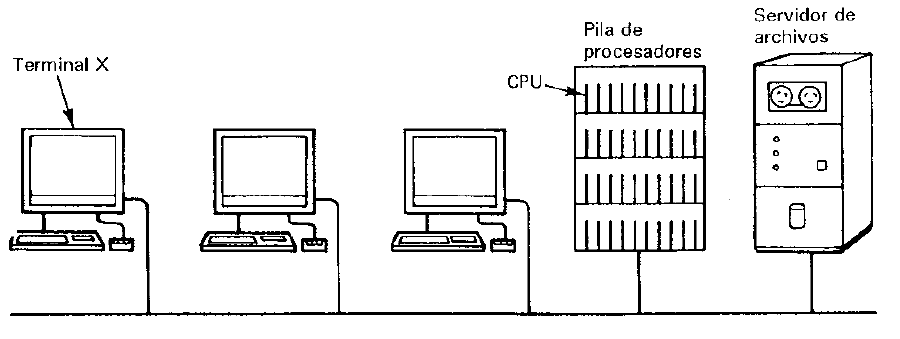 Terminal X
Pila de
procesadores
CPU
Servidor de
archivos